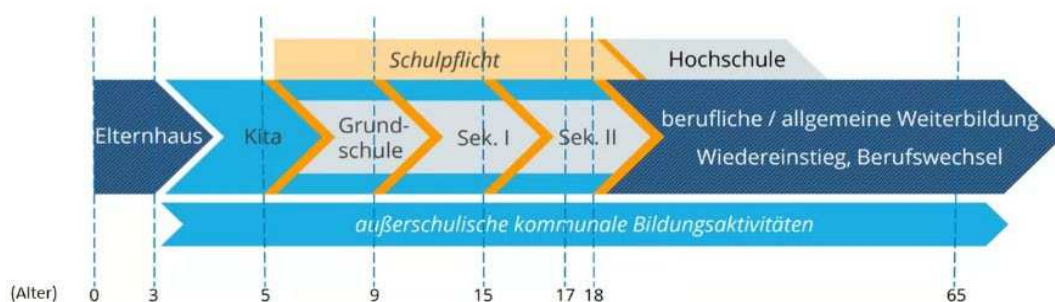 Schulpflicht
Hochschule
Elternhaus
Kita
Grund-
schule
Sek. I
Sek. II
berufliche / allgemeine Weiterbildung
Wiedereinstieg, Berufswechsel
außerschulische kommunale Bildungsaktivitäten
(Alter) 0 3 5 9 15 17 18 65